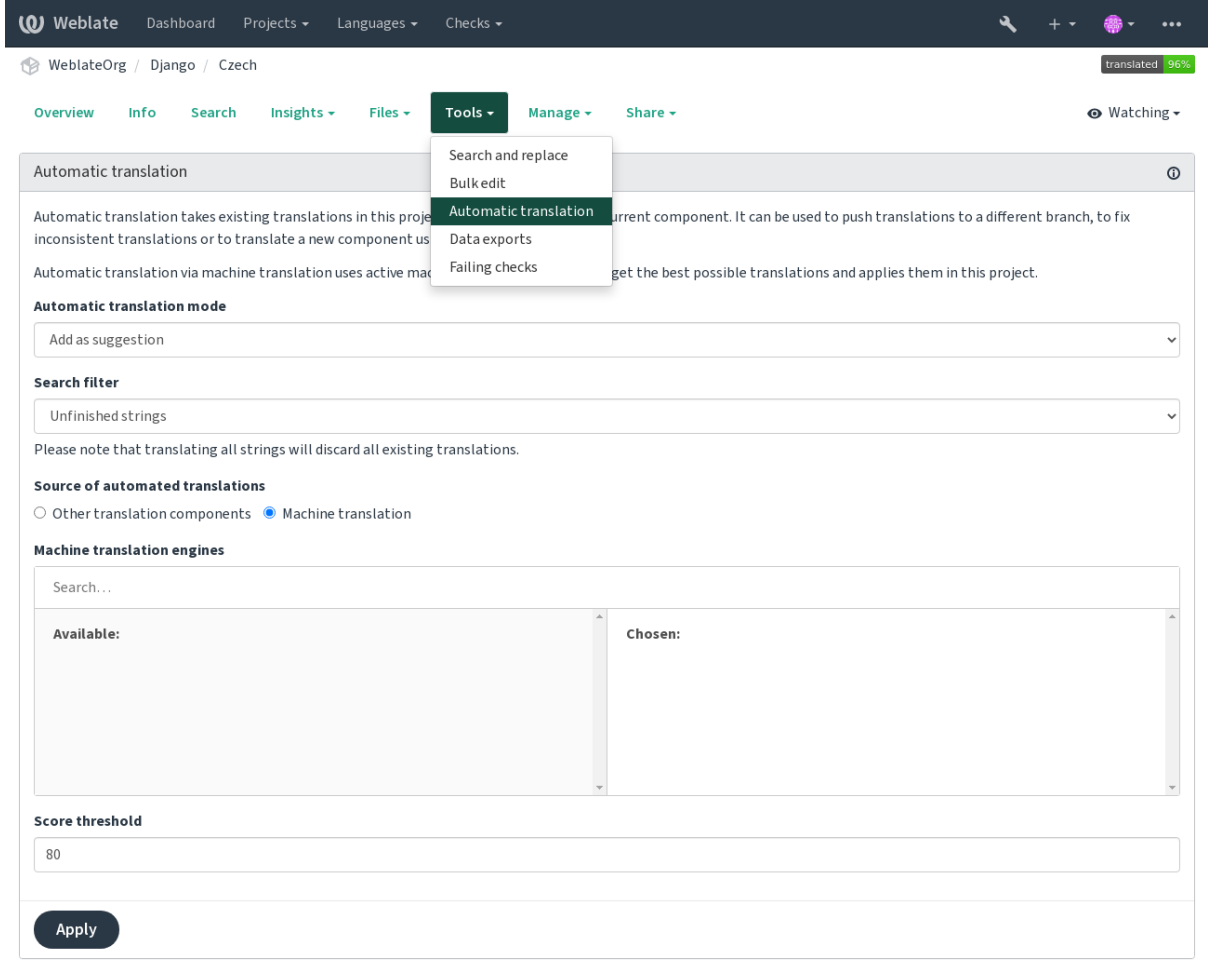 Weblate Dashboard Projects Languages Checks
WeblateOrg / Django / Czech translated 96%
Overview Info Search Insights Files Tools Manage Share Watching
Search and replace
Bulk edit
Automatic translation
Data exports
Failing checks
Automatic translation
Automatic translation takes existing translations in this proje urrent component. It can be used to push translations to a different branch, to fix
inconsistent translations or to translate a new component us
Automatic translation via machine translation uses active mac get the best possible translations and applies them in this project.
Automatic translation mode
Add as suggestion
Search filter
Unfinished strings
Please note that translating all strings will discard all existing translations.
Source of automated translations
Other translation components Machine translation
Machine translation engines
Search…
Available: Chosen:
Score threshold
80
Apply